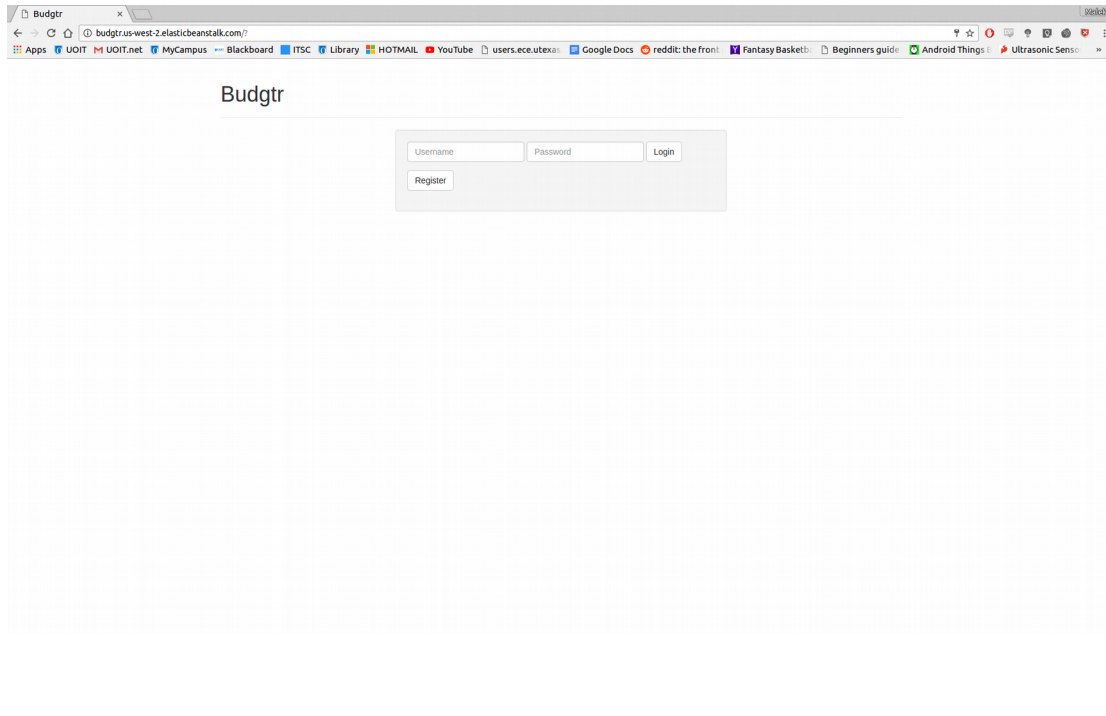 Budgtr
Malek
budgtr.us-west-2.elasticbeanstalk.com/?
Apps UOIT UOIT.net MyCampus Blackboard ITSC Library HOTMAIL YouTube users.ece.utexas Google Docs reddit: the front Fantasy Basketb Beginners guide Android Things Ultrasonic Senso »
Budgtr
Username Password Login
Register